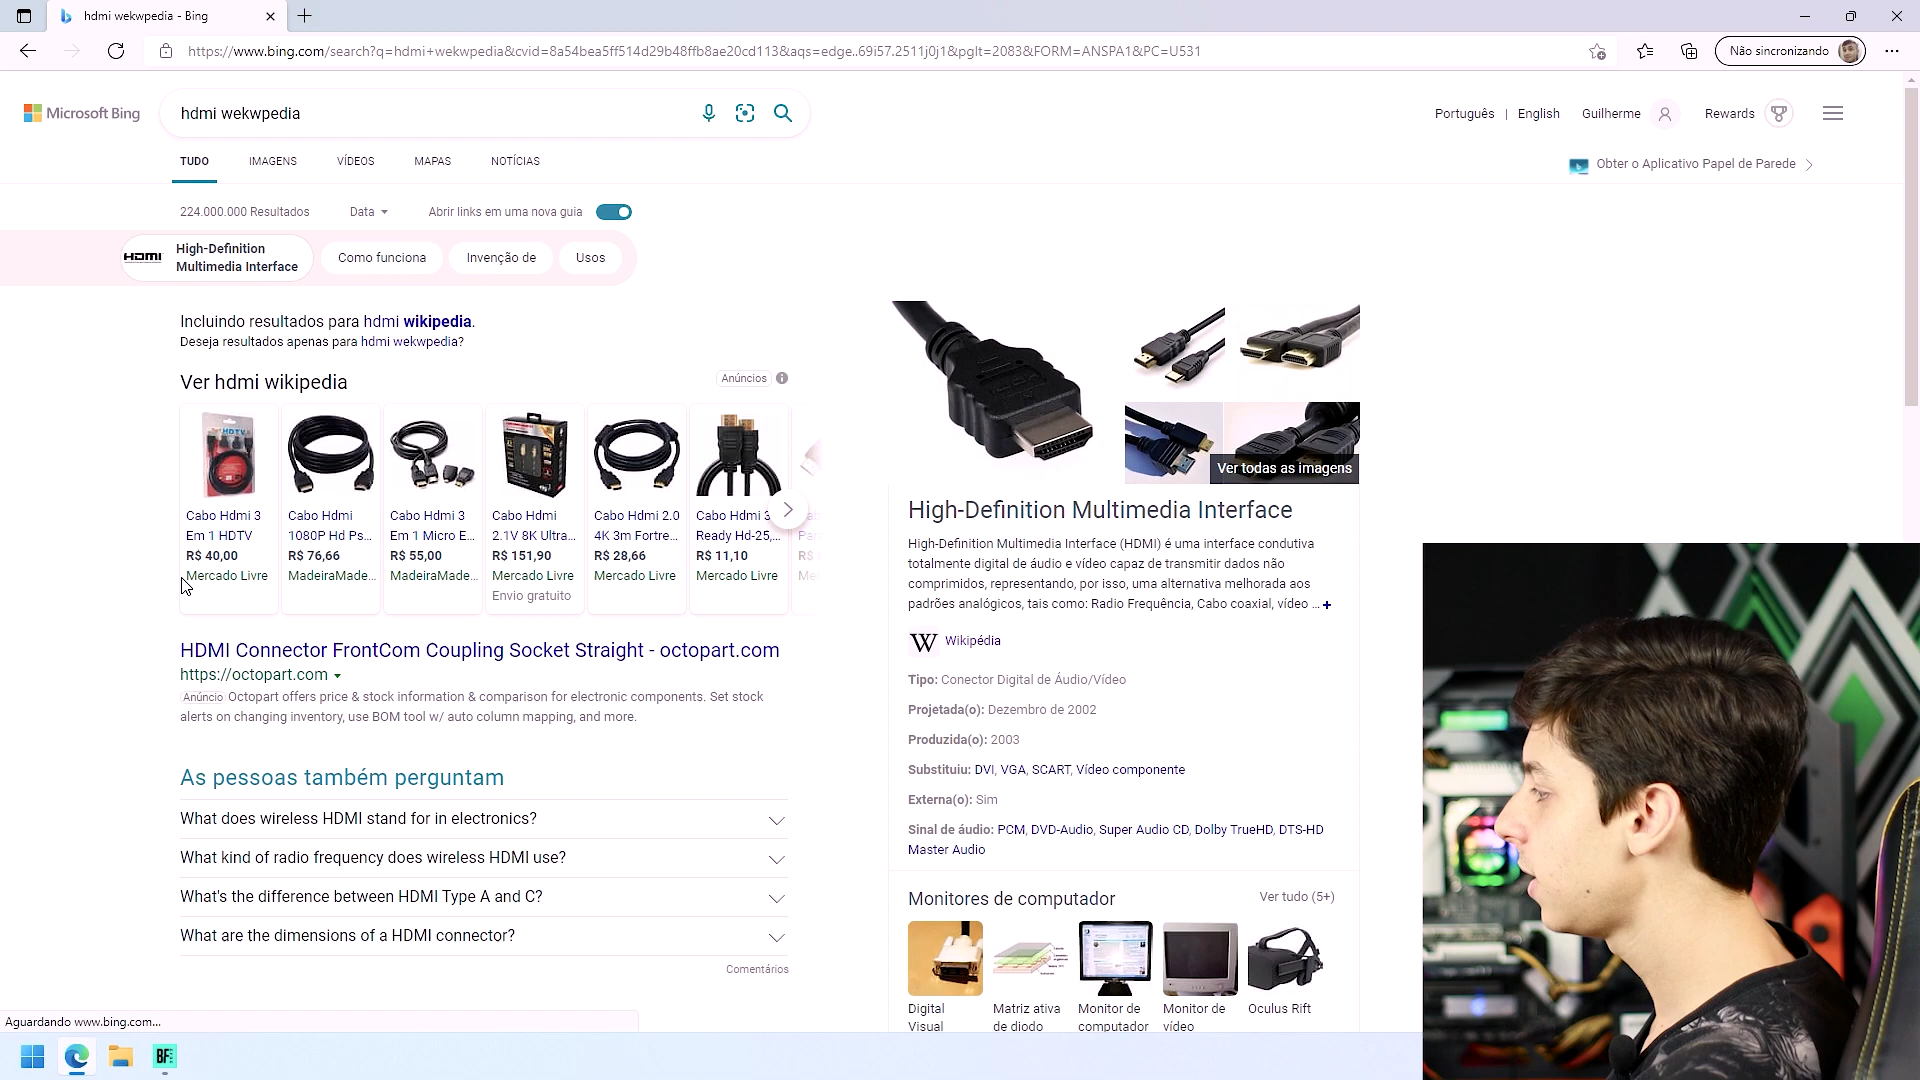 hdmi wekwpedia - Bing
https://www.bing.com/search?q=hdmi+wekwpedia&cvid=8a54bea5ff514d29b48ffb8ae20cd113&aqs=edge..69i57.2511j0j1&pglt=2083&FORM=ANSPA1&PC=U531
Não sincronizando
Microsoft Bing
hdmi wekwpedia
Português | English Guilherme Rewards
TUDO IMAGENS VÍDEOS MAPAS NOTÍCIAS
Obter o Aplicativo Papel de Parede
224.000.000 Resultados Data Abrir links em uma nova guia
HDMI
High-Definition
Multimedia Interface
Como funciona Invenção de Usos
Incluindo resultados para hdmi wikipedia.
Deseja resultados apenas para hdmi wekwpedia?
Ver hdmi wikipedia
Anúncios
HDTV
Cabo Hdmi 3
Em 1 HDTV
R$ 40,00
Mercado Livre
Cabo Hdmi
1080P Hd Ps...
R$ 76,66
MadeiraMade...
Cabo Hdmi 3
Em 1 Micro E...
R$ 55,00
MadeiraMade...
Cabo Hdmi
2.1V 8K Ultra...
R$ 151,90
Mercado Livre
Envio gratuito
Cabo Hdmi 2.0
4K 3m Fortre...
R$ 28,66
Mercado Livre
Cabo Hdmi 3
Ready Hd-25,...
R$ 11,10
Mercado Livre
HDMI Connector FrontCom Coupling Socket Straight - octopart.com
https://octopart.com
Anúncio Octopart offers price & stock information & comparison for electronic components. Set stock
alerts on changing inventory, use BOM tool w/ auto column mapping, and more.
As pessoas também perguntam
What does wireless HDMI stand for in electronics?
What kind of radio frequency does wireless HDMI use?
What's the difference between HDMI Type A and C?
What are the dimensions of a HDMI connector?
Comentários
Ver todas as imagens
High-Definition Multimedia Interface
High-Definition Multimedia Interface (HDMI) é uma interface condutiva
totalmente digital de áudio e vídeo capaz de transmitir dados não
comprimidos, representando, por isso, uma alternativa melhorada aos
padrões analógicos, tais como: Radio Frequência, Cabo coaxial, vídeo ... +
W Wikipédia
Tipo: Conector Digital de Áudio/Vídeo
Projetada(o): Dezembro de 2002
Produzida(o): 2003
Substituiu: DVI, VGA, SCART, Vídeo componente
Externa(o): Sim
Sinal de áudio: PCM, DVD-Audio, Super Audio CD, Dolby TrueHD, DTS-HD
Master Audio
Monitores de computador Ver tudo (5+)
Digital
Visual
Matriz ativa
de diodo
Monitor de
computador
Monitor de
vídeo
Oculus Rift
Aguardando www.bing.com...
BF